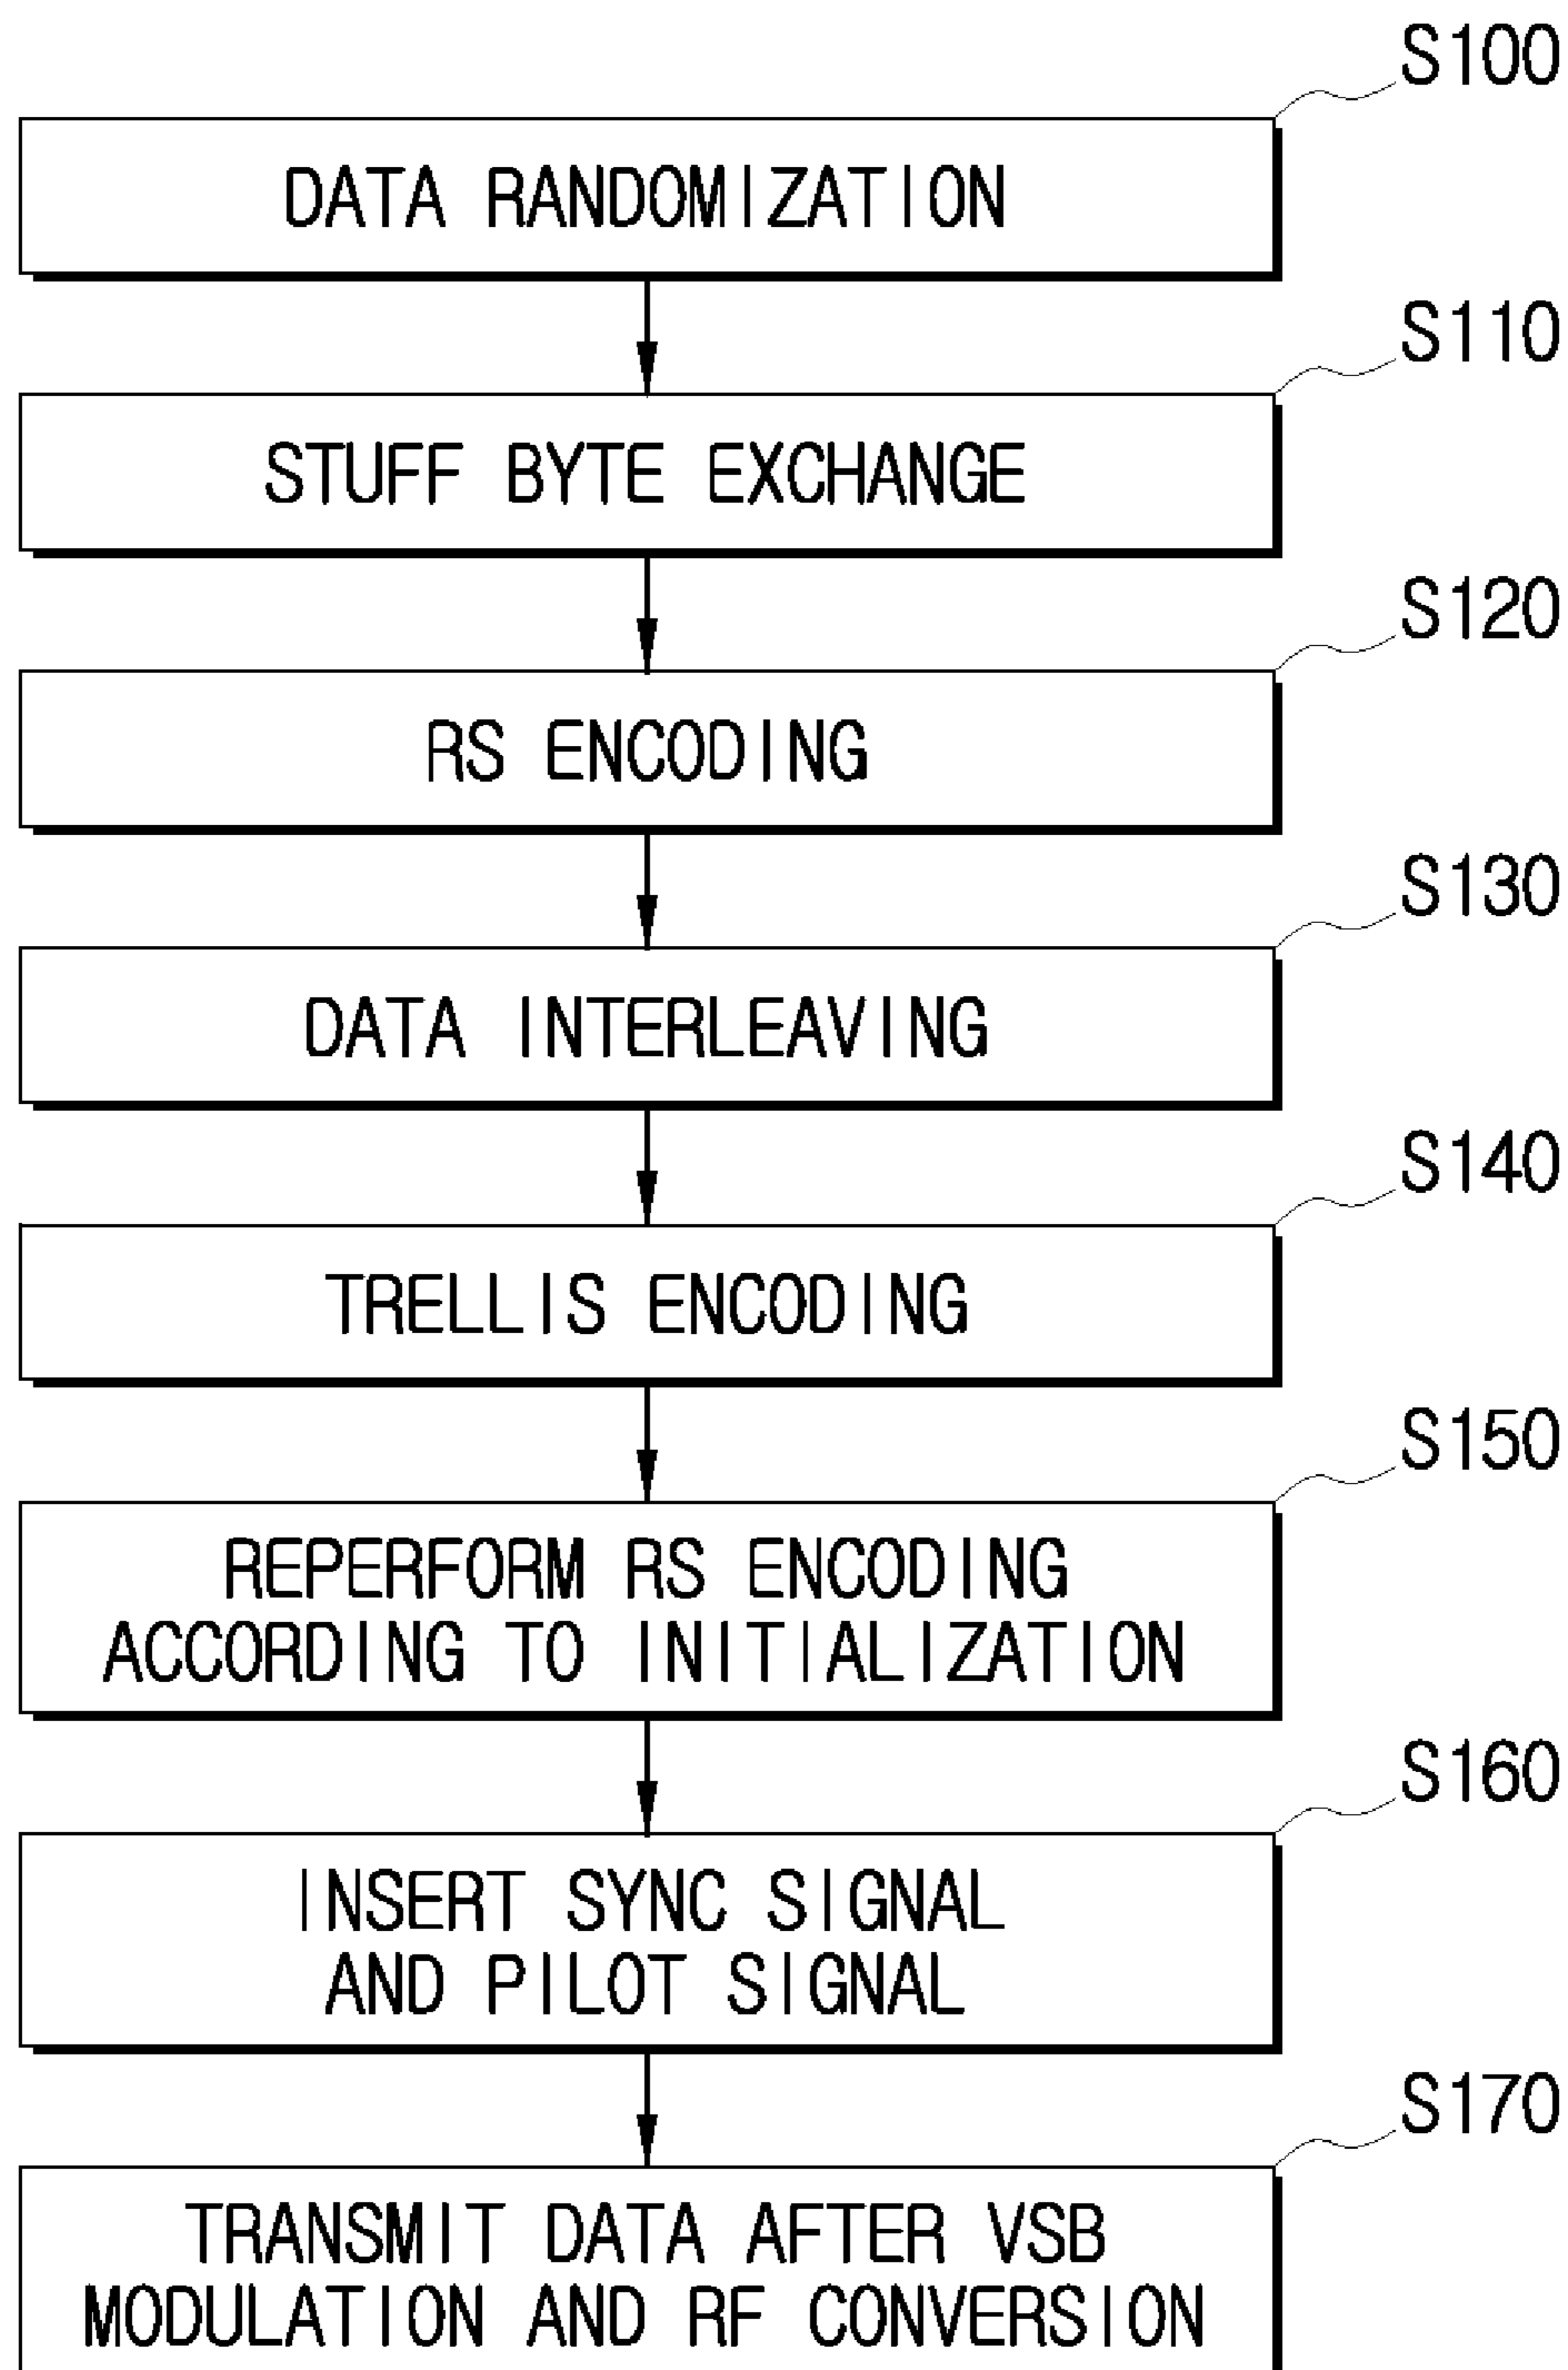 S100
DATA RANDOMIZATION
S110
STUFF BYTE EXCHANGE
S120
RS ENCODING
S130
DATA INTERLEAVING
S140
TRELLIS ENCODING
S150
REPERFORM RS ENCODING
ACCORDING TO INITIALIZATION
S160
INSERT SYNC SIGNAL
AND PILOT SIGNAL
S170
TRANSMIT DATA AFTER VSB
MODULATION AND RF CONVERSION